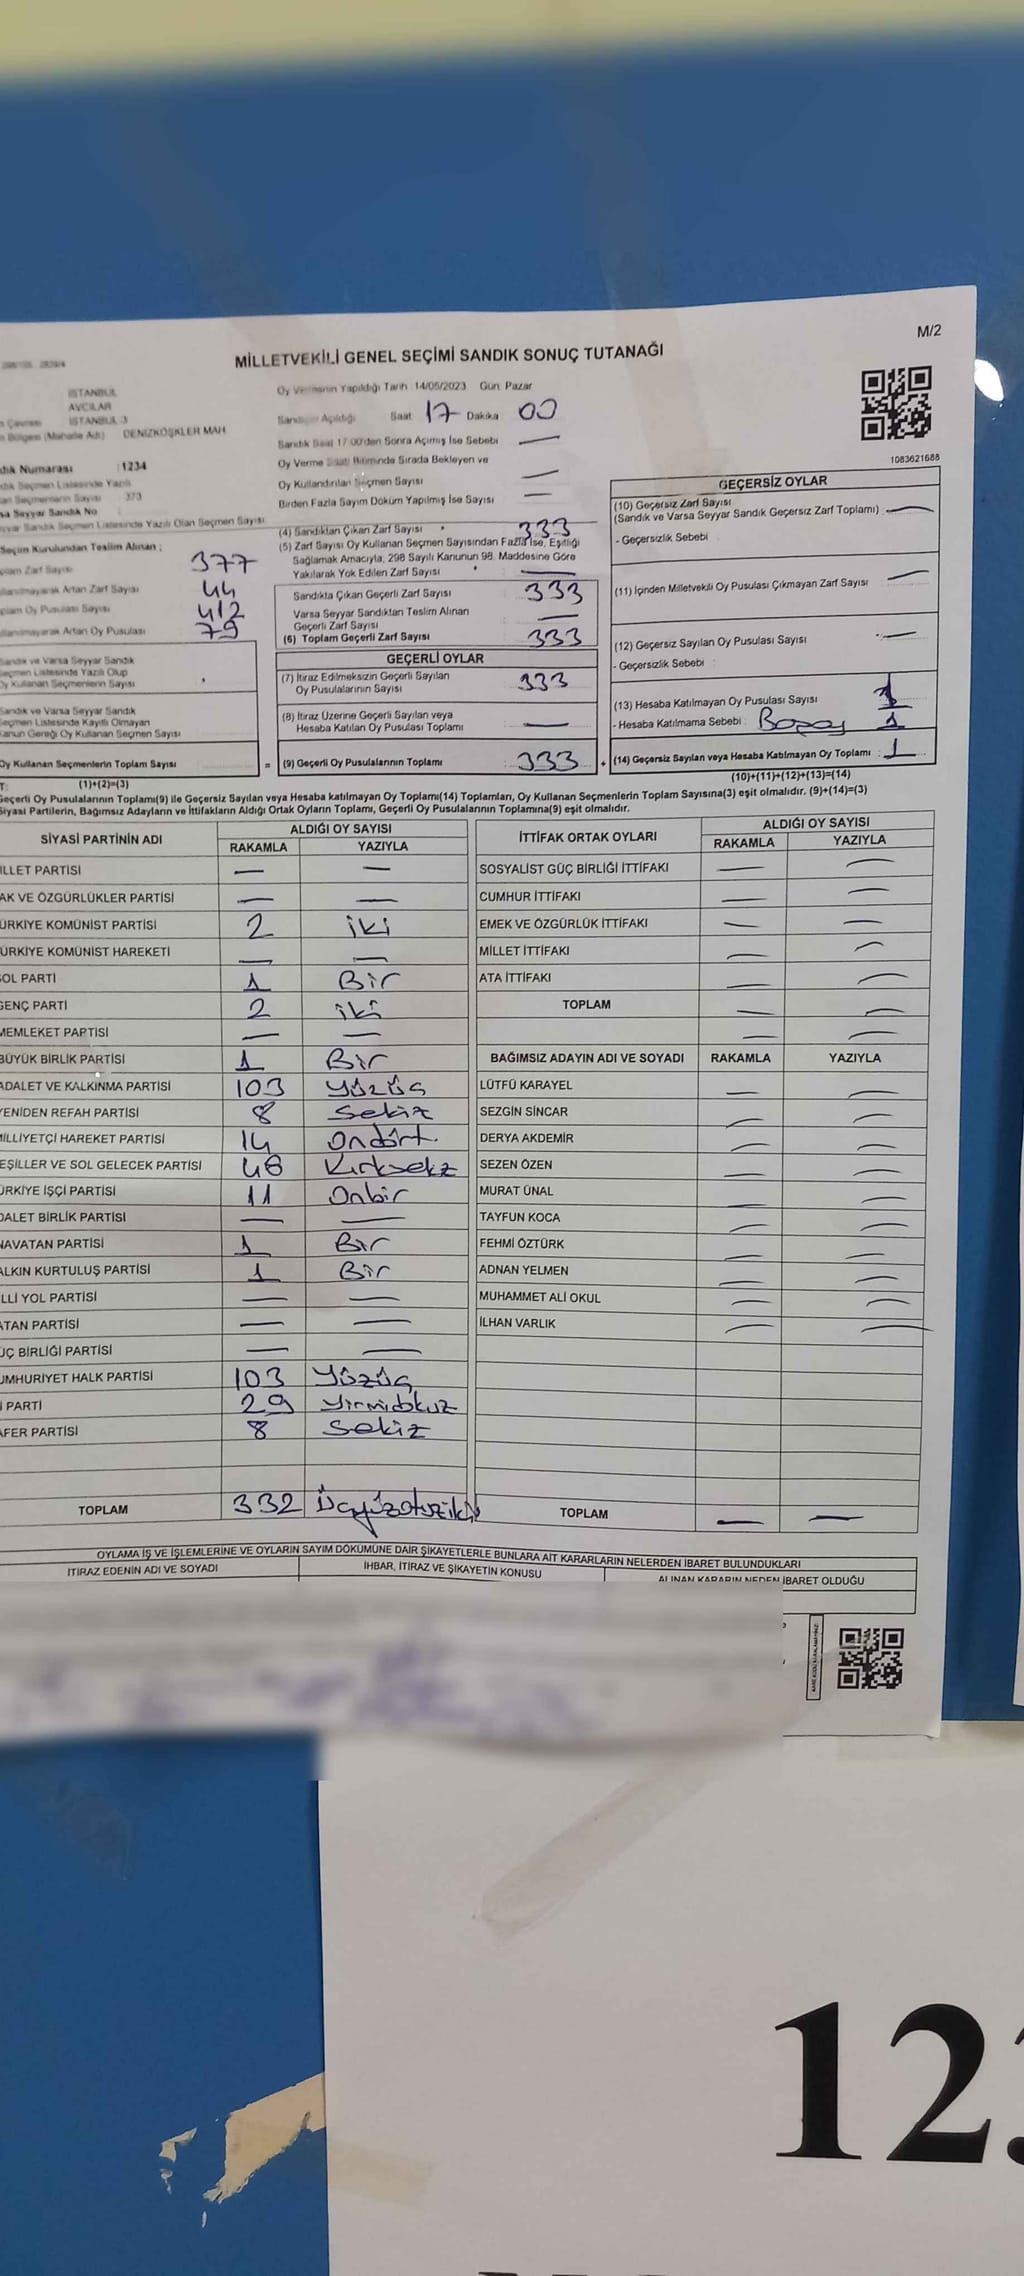 M/2
MİLLETVEKİLİ GENEL SEÇİMİ SANDIK SONUÇ TUTANAĞI
İSTANBUL
AVCILAR
İSTANBUL 3
Bölgesi (Mahalle Adı) DENİZKÖŞKLER MAH.
dık Numarası : 1234
dık Seçmen Listesinde Yazılı
an Seçmenlerin Sayısı : 373
sa Seyyar Sandık No
yyar Sandık Seçmen Listesinde Yazılı Olan Seçmen Sayısı
Seçim Kurulundan Teslim Alınan ;
plam Zarf Sayısı 377
llanılmayarak Artan Zarf Sayısı 44
plam Oy Pusulası Sayısı 412
llanılmayarak Artan Oy Pusulası 79
Sandık ve Varsa Seyyar Sandık
Seçmen Listesinde Yazılı Olup
Oy Kullanan Seçmenlerin Sayısı
Sandık ve Varsa Seyyar Sandık
Seçmen Listesinde Kayıtlı Olmayan
Kanun Gereği Oy Kullanan Seçmen Sayısı
Oy Kullanan Seçmenlerin Toplam Sayısı
(1)+(2)=(3)
Oy Vermenin Yapıldığı Tarih : 14/05/2023 Gün: Pazar
Sandığın Açıldığı Saat 17 Dakika 00
Sandık Saat 17:00'den Sonra Açılmış İse Sebebi —
Oy Verme Saati Bitiminde Sırada Bekleyen ve
Oy Kullandırılan Seçmen Sayısı —
Birden Fazla Sayım Döküm Yapılmış İse Sayısı —
(4) Sandıktan Çıkan Zarf Sayısı : 333
(5) Zarf Sayısı Oy Kullanan Seçmen Sayısından Fazla İse, Eşitliği
Sağlamak Amacıyla, 298 Sayılı Kanunun 98. Maddesine Göre
Yakılarak Yok Edilen Zarf Sayısı : —
Sandıkta Çıkan Geçerli Zarf Sayısı 333
Varsa Seyyar Sandıktan Teslim Alınan
Geçerli Zarf Sayısı —
(6) Toplam Geçerli Zarf Sayısı 333
GEÇERLİ OYLAR
(7) İtiraz Edilmeksizin Geçerli Sayılan
Oy Pusulalarının Sayısı 333
(8) İtiraz Üzerine Geçerli Sayılan veya
Hesaba Katılan Oy Pusulası Toplamı —
= (9) Geçerli Oy Pusulalarının Toplamı : 333 +
1083621688
GEÇERSİZ OYLAR
(10) Geçersiz Zarf Sayısı
(Sandık ve Varsa Seyyar Sandık Geçersiz Zarf Toplamı) : —
- Geçersizlik Sebebi
(11) İçinden Milletvekili Oy Pusulası Çıkmayan Zarf Sayısı —
(12) Geçersiz Sayılan Oy Pusulası Sayısı : —
- Geçersizlik Sebebi :
(13) Hesaba Katılmayan Oy Pusulası Sayısı 1
- Hesaba Katılmama Sebebi : 1
(14) Geçersiz Sayılan veya Hesaba Katılmayan Oy Toplamı : 1
(10)+(11)+(12)+(13)=(14)
Geçerli Oy Pusulalarının Toplamı(9) ile Geçersiz Sayılan veya Hesaba Katılmayan Oy Toplamı(14) Toplamları, Oy Kullanan Seçmenlerin Toplam Sayısına(3) eşit olmalıdır. (9)+(14)=(3)
Siyasi Partilerin, Bağımsız Adayların ve İttifakların Aldığı Ortak Oyların Toplamı, Geçerli Oy Pusulalarının Toplamına(9) eşit olmalıdır.
SİYASİ PARTİNİN ADI ALDIĞI OY SAYISI
RAKAMLA YAZIYLA
İLLET PARTİSİ — —
AK VE ÖZGÜRLÜKLER PARTİSİ — —
ÜRKİYE KOMÜNİST PARTİSİ 2 iki
ÜRKİYE KOMÜNİST HAREKETİ — —
OL PARTİ 1 Bir
GENÇ PARTİ 2 iki
MEMLEKET PARTİSİ — —
BÜYÜK BİRLİK PARTİSİ 1 Bir
ADALET VE KALKINMA PARTİSİ 103 Yüzüç
YENİDEN REFAH PARTİSİ 8 Sekiz
MİLLİYETÇİ HAREKET PARTİSİ 14 Ondört
EŞİLLER VE SOL GELECEK PARTİSİ 48 Kırksekz
ÜRKİYE İŞÇİ PARTİSİ 11 Onbir
DALET BİRLİK PARTİSİ — —
NAVATAN PARTİSİ 1 Bir
ALKIN KURTULUŞ PARTİSİ 1 Bir
LLİ YOL PARTİSİ — —
ATAN PARTİSİ — —
ÜÇ BİRLİĞİ PARTİSİ — —
UMHURİYET HALK PARTİSİ 103 Yüzüç
İ PARTİ 29 Yirmidokuz
AFER PARTİSİ 8 Sekiz
TOPLAM 332 Üçyüzotuziki
İTTİFAK ORTAK OYLARI ALDIĞI OY SAYISI
RAKAMLA YAZIYLA
SOSYALİST GÜÇ BİRLİĞİ İTTİFAKI — —
CUMHUR İTTİFAKI — —
EMEK VE ÖZGÜRLÜK İTTİFAKI — —
MİLLET İTTİFAKI — —
ATA İTTİFAKI — —
TOPLAM — —
BAĞIMSIZ ADAYIN ADI VE SOYADI RAKAMLA YAZIYLA
LÜTFÜ KARAYEL — —
SEZGİN SİNCAR — —
DERYA AKDEMİR — —
SEZEN ÖZEN — —
MURAT ÜNAL — —
TAYFUN KOCA — —
FEHMİ ÖZTÜRK — —
ADNAN YELMEN — —
MUHAMMET ALİ OKUL — —
İLHAN VARLIK — —
TOPLAM — —
OYLAMA İŞ VE İŞLEMLERİNE VE OYLARIN SAYIM DÖKÜMÜNE DAİR ŞİKAYETLERLE BUNLARA AİT KARARLARIN NELERDEN İBARET BULUNDUKLARI
İTİRAZ EDENİN ADI VE SOYADI İHBAR, İTİRAZ VE ŞİKAYETİN KONUSU ALINAN KARARIN NEDEN İBARET OLDUĞU